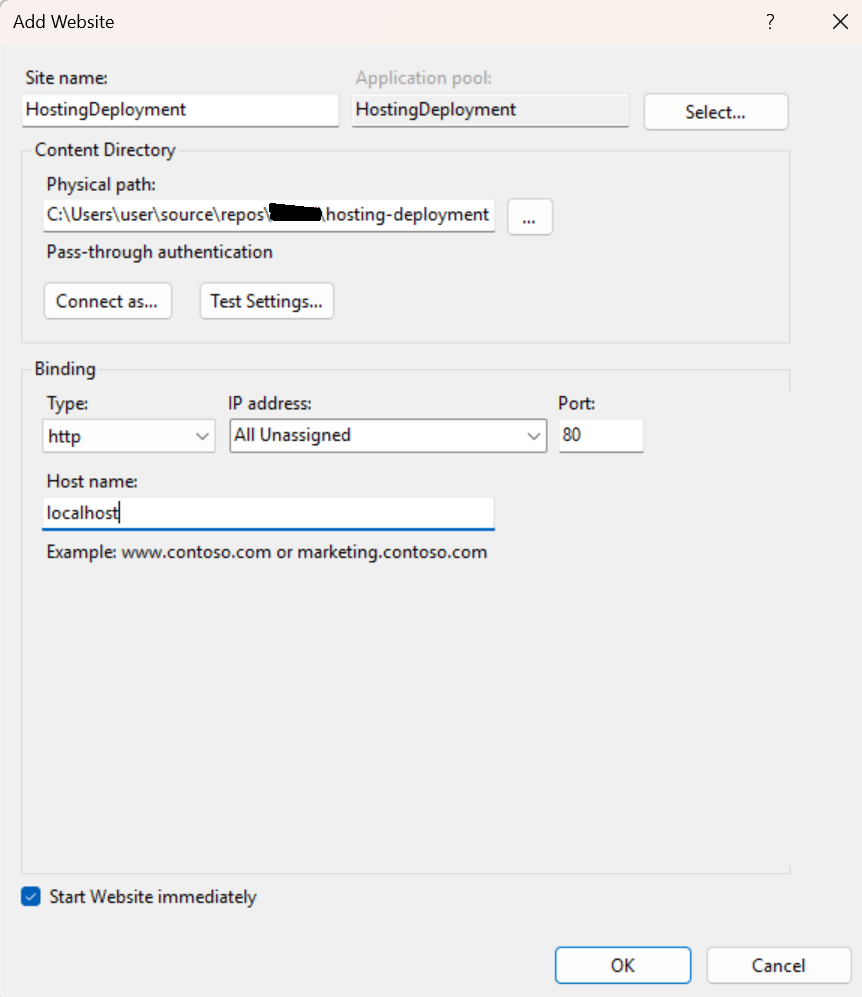 Add Website ?
Site name: Application pool:
HostingDeployment HostingDeployment Select...
Content Directory
Physical path:
C:\Users\user\source\repos\ \hosting-deployment ...
Pass-through authentication
Connect as... Test Settings...
Binding
Type: IP address: Port:
http All Unassigned 80
Host name:
localhost
Example: www.contoso.com or marketing.contoso.com
Start Website immediately
OK Cancel